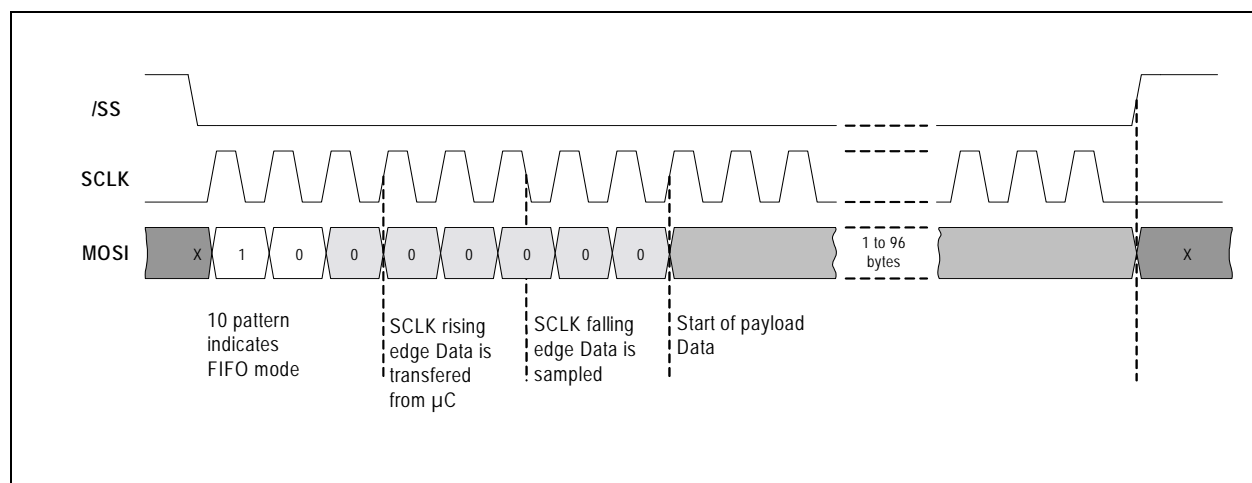 /SS
SCLK
MOSI
X
1
0
0
0
0
0
0
0
1 to 96
bytes
X
10 pattern
indicates
FIFO mode
SCLK rising
edge Data is
transfered
from µC
SCLK falling
edge Data is
sampled
Start of payload
Data